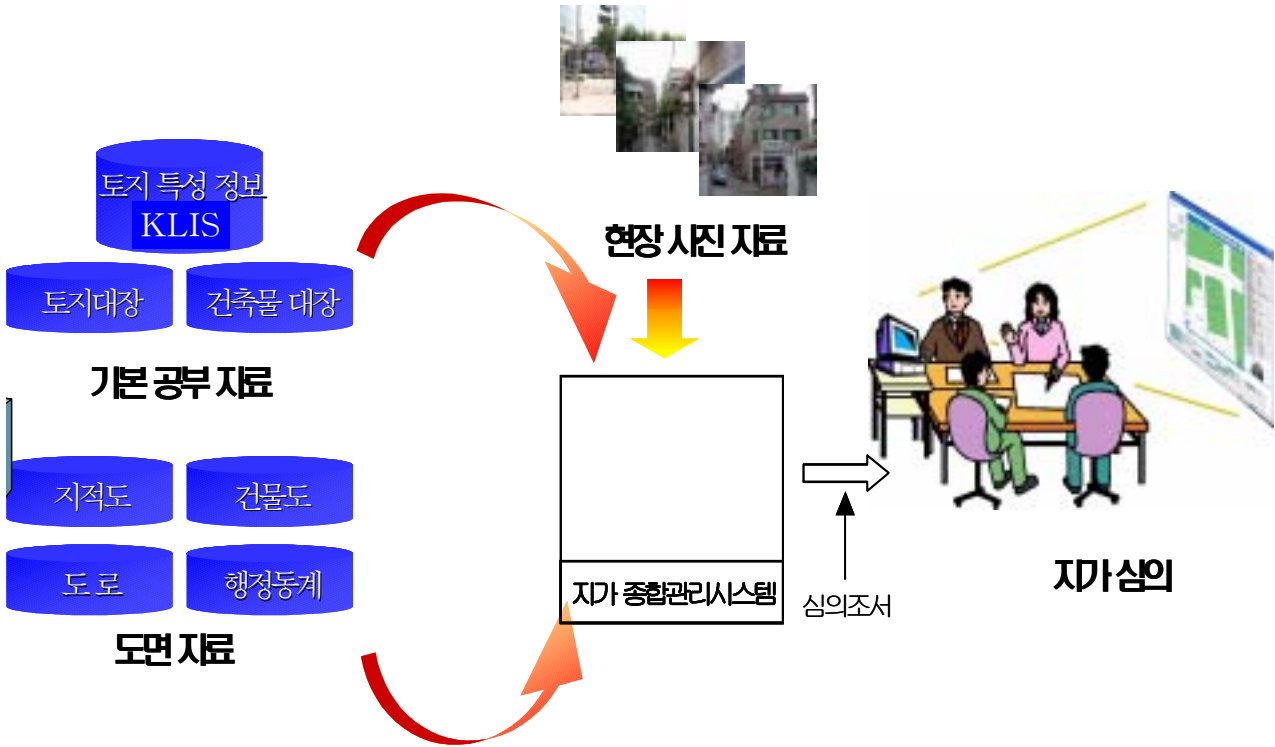 토지 특성 정보
KLIS
토지대장
건축물 대장
기본 공부 자료
지적도
건물도
도 로
행정동계
도면 자료
현장 사진 자료
지가 종합관리시스템
심의조서
지가 심의